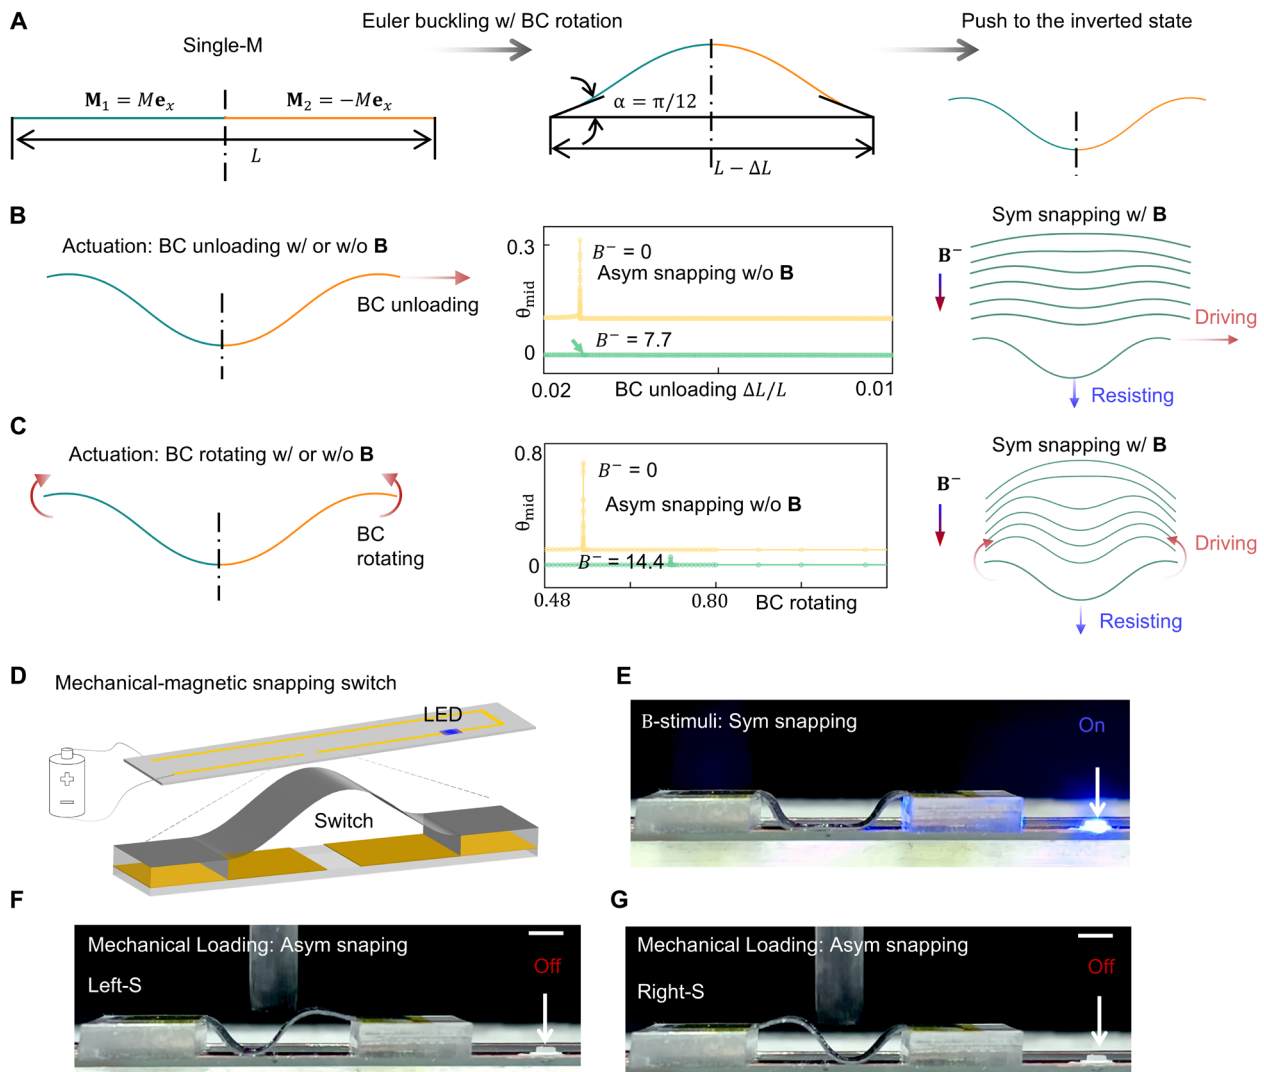 A
Euler buckling w/ BC rotation
Push to the inverted state
Single-M
M₁ = Meₓ
M₂ = −Meₓ
α = π/12
L
L − ΔL
B
Actuation: BC unloading w/ or w/o B
BC unloading
0.3
θmid
0
B⁻ = 0
Asym snapping w/o B
B⁻ = 7.7
0.02
BC unloading ΔL/L
0.01
Sym snapping w/ B
B⁻
Driving
Resisting
C
Actuation: BC rotating w/ or w/o B
BC
rotating
0.8
θmid
0
B⁻ = 0
Asym snapping w/o B
B⁻ = 14.4
0.48
0.80
BC rotating
Sym snapping w/ B
B⁻
Driving
Resisting
D
Mechanical-magnetic snapping switch
LED
Switch
E
B-stimuli: Sym snapping
On
F
Mechanical Loading: Asym snaping
Left-S
Off
G
Mechanical Loading: Asym snapping
Right-S
Off